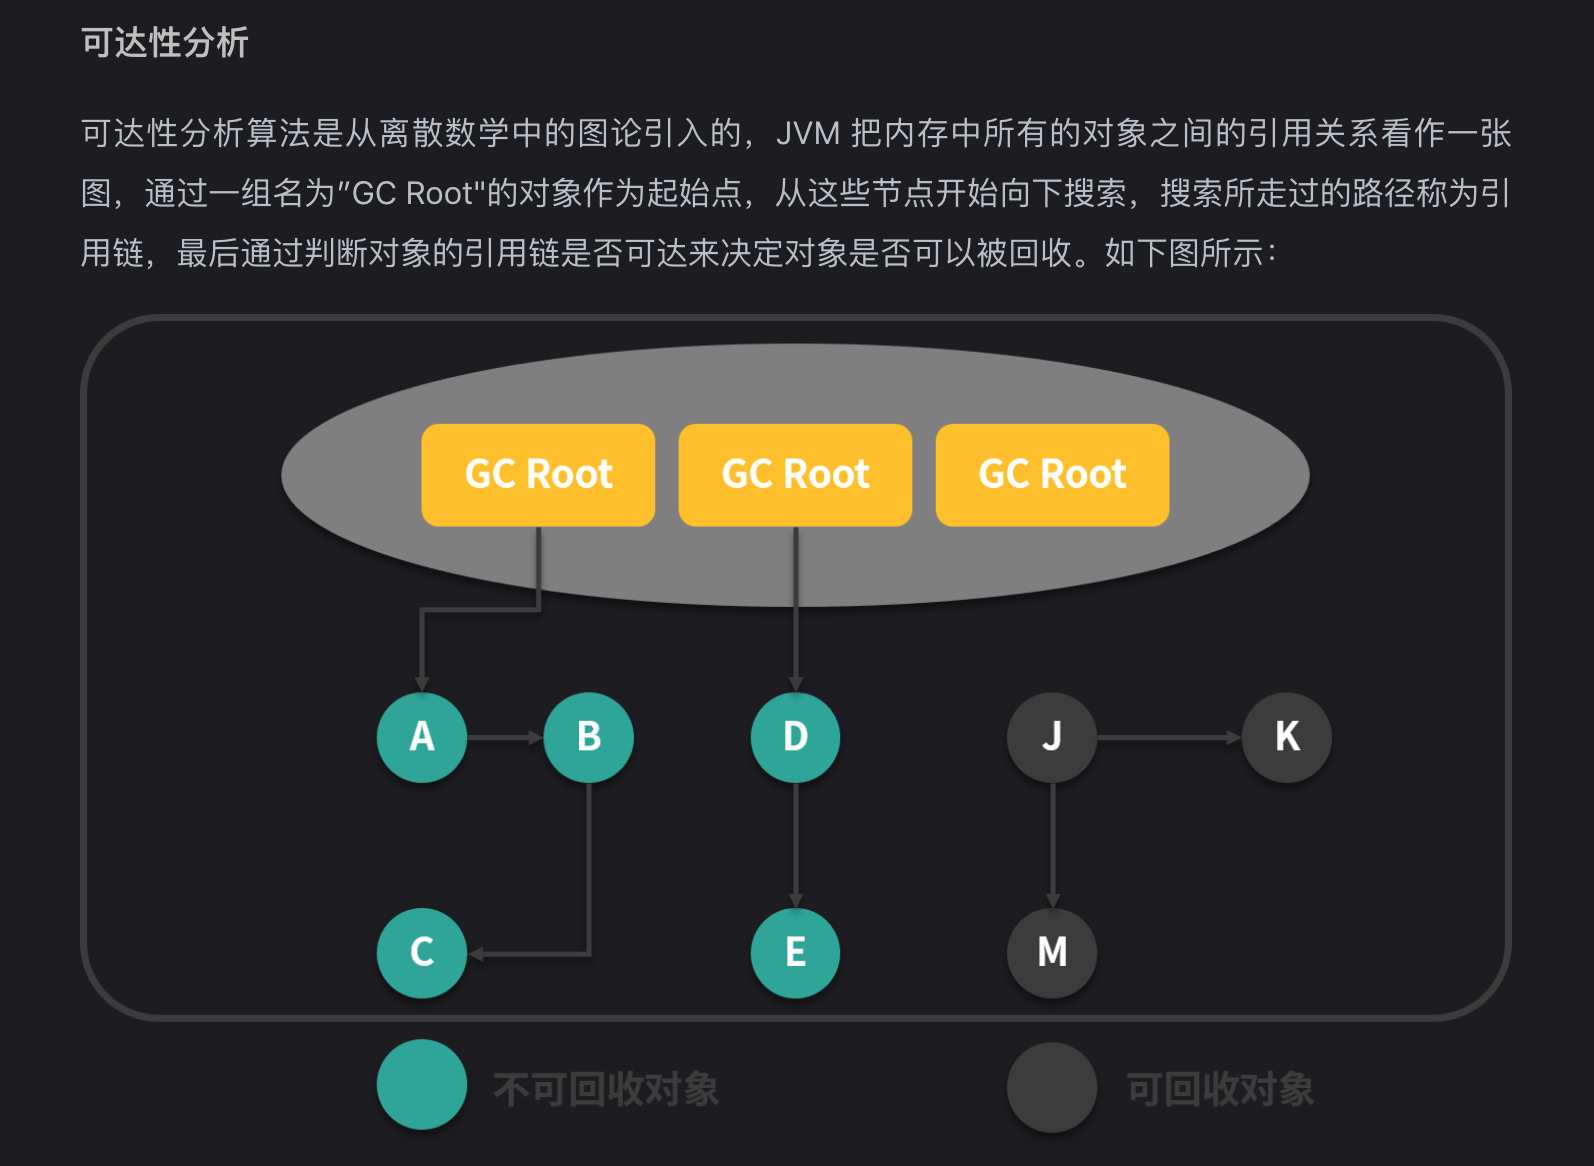 可达性分析
可达性分析算法是从离散数学中的图论引入的，JVM 把内存中所有的对象之间的引用关系看作一张
图，通过一组名为”GC Root"的对象作为起始点，从这些节点开始向下搜索，搜索所走过的路径称为引
用链，最后通过判断对象的引用链是否可达来决定对象是否可以被回收。如下图所示：
GC Root GC Root GC Root
A B D J K
C E M
不可回收对象 可回收对象